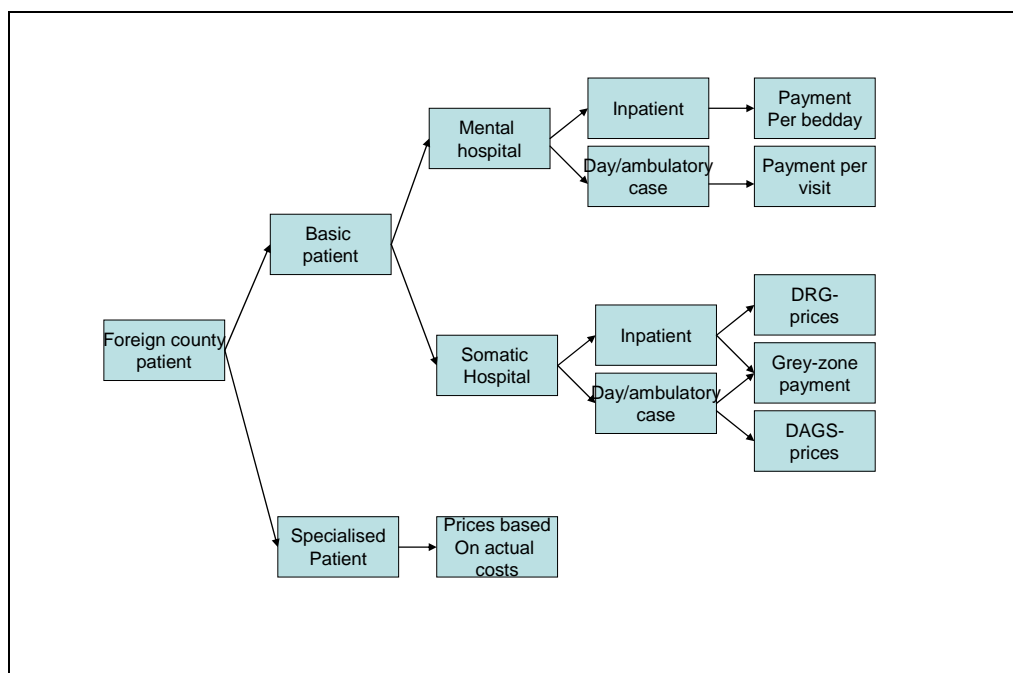 Foreign county
patient
Basic
patient
Specialised
Patient
Mental
hospital
Somatic
Hospital
Prices based
On actual
costs
Inpatient
Day/ambulatory
case
Inpatient
Day/ambulatory
case
Payment
Per bedday
Payment per
visit
DRG-
prices
Grey-zone
payment
DAGS-
prices